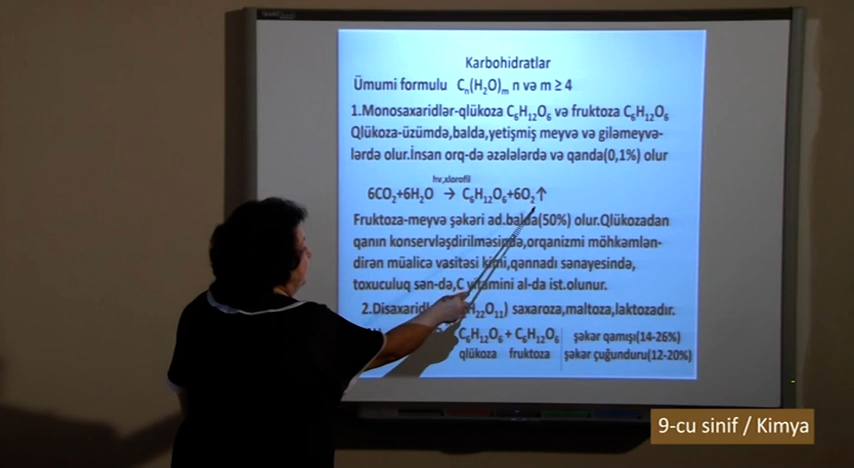 Karbohidratlar
Ümumi formulu Cₙ(H₂O)ₘ n və m ≥ 4
1.Monosaxaridlər-qlükoza C₆H₁₂O₆ və fruktoza C₆H₁₂O₆
Qlükoza-üzümdə,balda,yetişmiş meyvə və giləmeyvə-
lərdə olur.İnsan orq-da əzələlərdə və qanda(0,1%) olur
hv,xlorofil
6CO₂+6H₂O → C₆H₁₂O₆+6O₂↑
Fruktoza-meyvə şəkəri ad.balda(50%) olur.Qlükozadan
qanın konservləşdirilməsində,orqanizmi möhkəmlən-
dirən müalicə vasitəsi kimi,qənnadı sənayesində,
toxuculuq sən-də,C vitamini al-da ist.olunur.
2.Disaxaridl H₂₂O₁₁) saxaroza,maltoza,laktozadır.
C₆H₁₂O₆ + C₆H₁₂O₆ şəkər qamışı(14-26%)
qlükoza fruktoza şəkər çuğunduru(12-20%)
9-cu sinif / Kimya